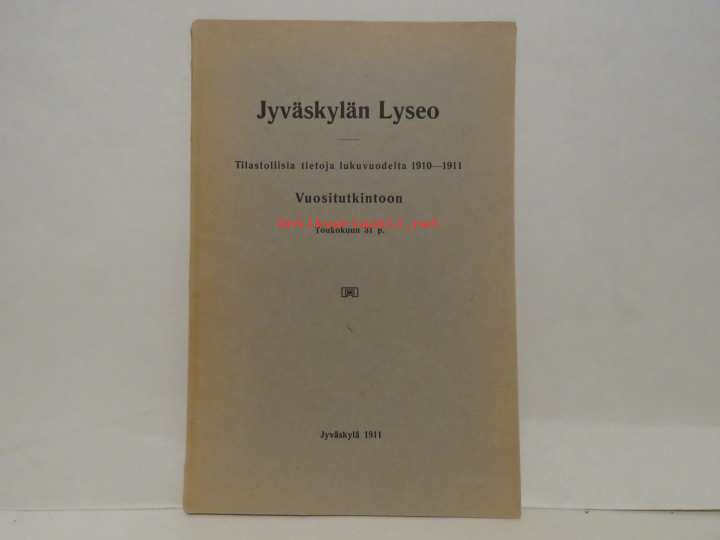 Jyväskylän Lyseo
Tilastollisia tietoja lukuvuodelta 1910—1911
Vuositutkintoon
Toukokuun 31 p.
Jyväskylä 1911